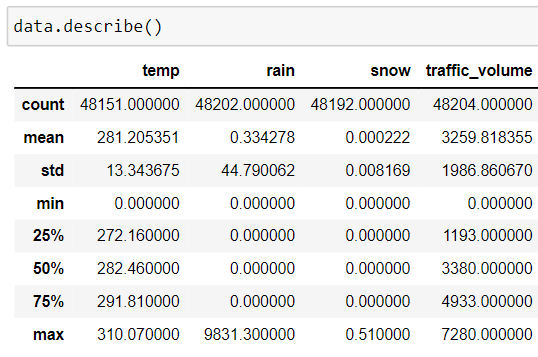 data.describe()
temp rain snow traffic_volume
count 48151.000000 48202.000000 48192.000000 48204.000000
mean 281.205351 0.334278 0.000222 3259.818355
std 13.343675 44.790062 0.008169 1986.860670
min 0.000000 0.000000 0.000000 0.000000
25% 272.160000 0.000000 0.000000 1193.000000
50% 282.460000 0.000000 0.000000 3380.000000
75% 291.810000 0.000000 0.000000 4933.000000
max 310.070000 9831.300000 0.510000 7280.000000